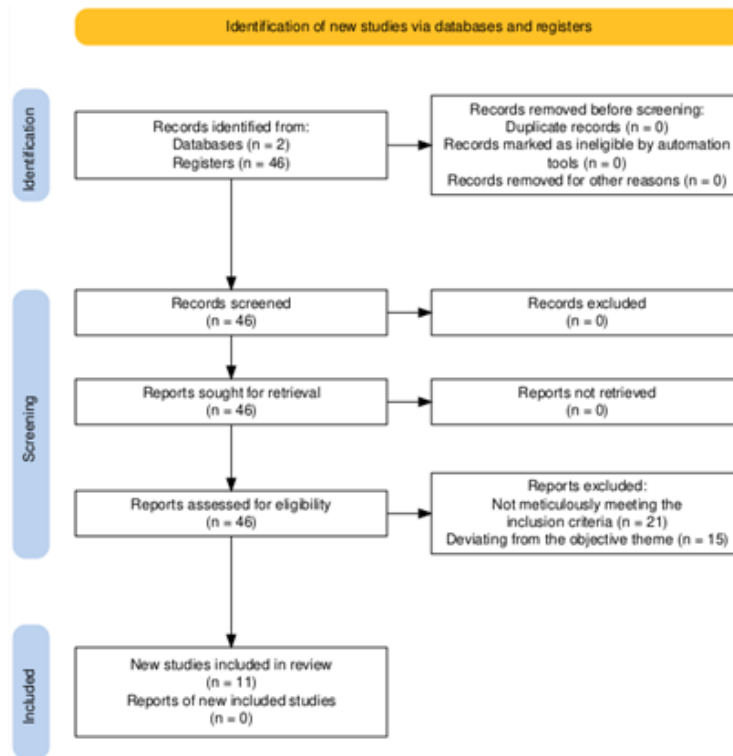 Identification of new studies via databases and registers
Identification
Records identified from:
Databases (n = 2)
Registers (n = 46)
Records removed before screening:
Duplicate records (n = 0)
Records marked as ineligible by automation
tools (n = 0)
Records removed for other reasons (n = 0)
Screening
Records screened
(n = 46)
Records excluded
(n = 0)
Reports sought for retrieval
(n = 46)
Reports not retrieved
(n = 0)
Reports assessed for eligibility
(n = 46)
Reports excluded:
Not meticulously meeting the
inclusion criteria (n = 21)
Deviating from the objective theme (n = 15)
Included
New studies included in review
(n = 11)
Reports of new included studies
(n = 0)